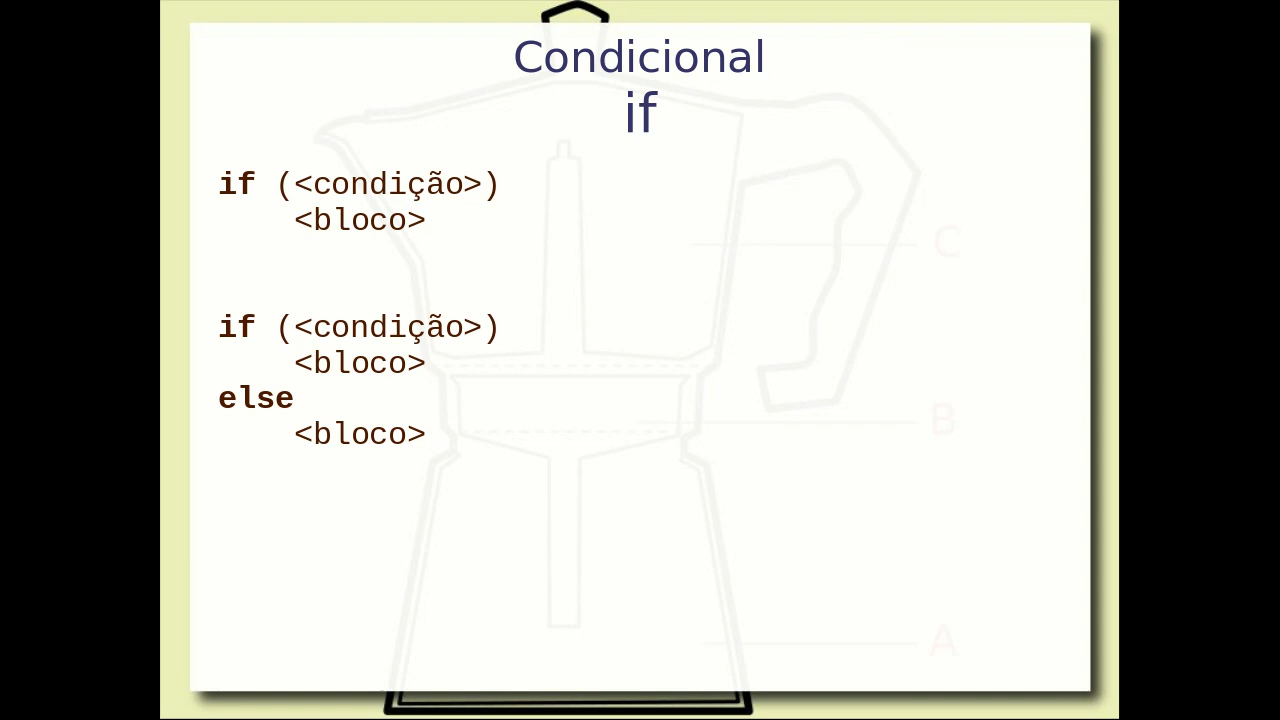 Condicional
if
if (<condição>)
    <bloco>
if (<condição>)
    <bloco>
else
    <bloco>
C
B
A